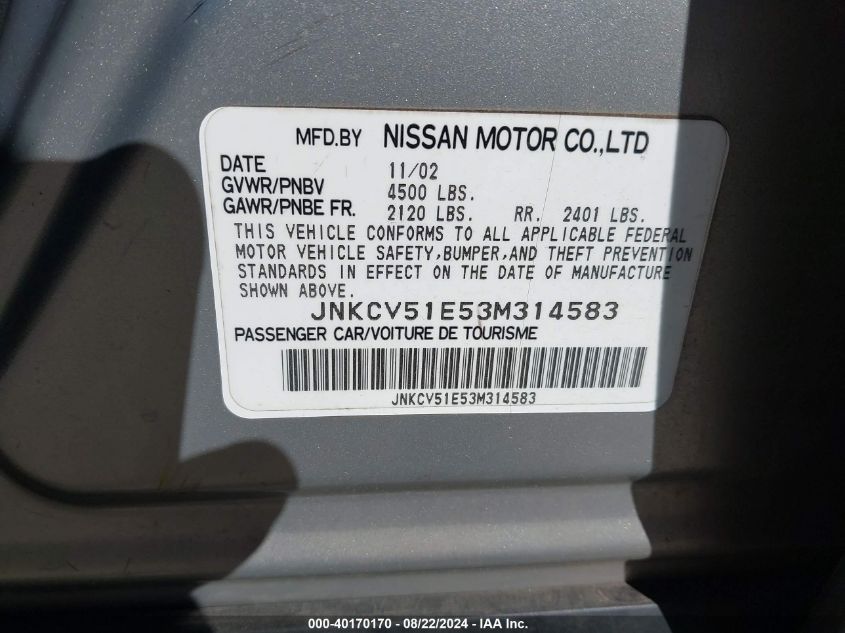 MFD.BY NISSAN MOTOR CO.,LTD
DATE 11/02
GVWR/PNBV 4500 LBS.
GAWR/PNBE FR. 2120 LBS. RR. 2401 LBS.
THIS VEHICLE CONFORMS TO ALL APPLICABLE FEDERAL
MOTOR VEHICLE SAFETY,BUMPER,AND THEFT PREVENTION
STANDARDS IN EFFECT ON THE DATE OF MANUFACTURE
SHOWN ABOVE.
JNKCV51E53M314583
PASSENGER CAR/VOITURE DE TOURISME
JNKCV51E53M314583
000-40170170 - 08/22/2024 - IAA Inc.